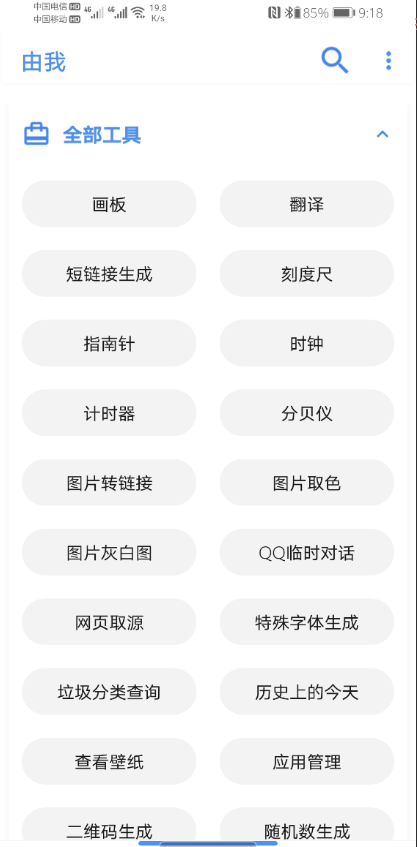 中国电信 HD 4G 4G 19.8 85% 9:18
中国移动 HD K/s
由我
全部工具
画板 翻译
短链接生成 刻度尺
指南针 时钟
计时器 分贝仪
图片转链接 图片取色
图片灰白图 QQ临时对话
网页取源 特殊字体生成
垃圾分类查询 历史上的今天
查看壁纸 应用管理
二维码生成 随机数生成